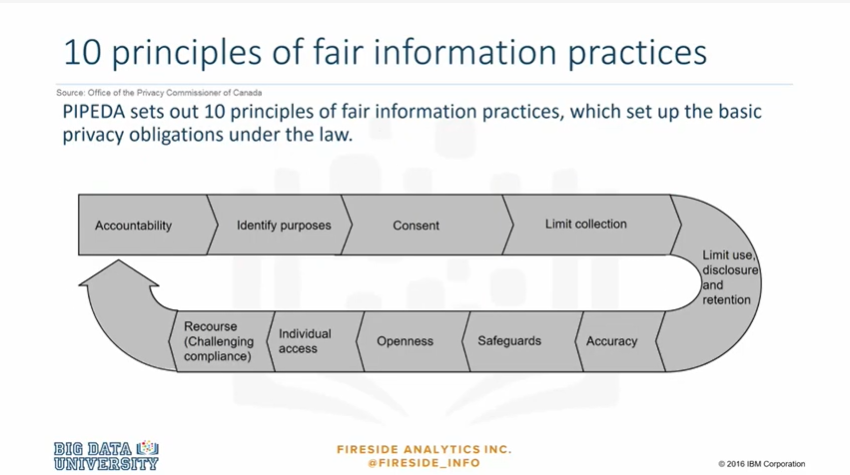 10 principles of fair information practices
Source: Office of the Privacy Commissioner of Canada
PIPEDA sets out 10 principles of fair information practices, which set up the basic
privacy obligations under the law.
Accountability
Identify purposes
Consent
Limit collection
Limit use,
disclosure
and
retention
Accuracy
Safeguards
Openness
Individual
access
Recourse
(Challenging
compliance)
BIG DATA
UNIVERSITY
FIRESIDE ANALYTICS INC.
@FIRESIDE_INFO
© 2016 IBM Corporation